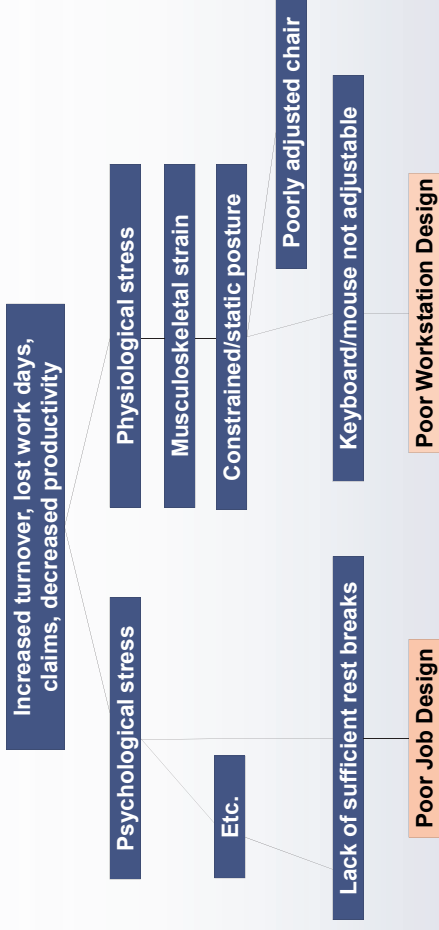 Increased turnover, lost work days,
claims, decreased productivity
Psychological stress
Physiological stress
Musculoskeletal strain
Etc.
Constrained/static posture
Poorly adjusted chair
Lack of sufficient rest breaks
Keyboard/mouse not adjustable
Poor Job Design
Poor Workstation Design